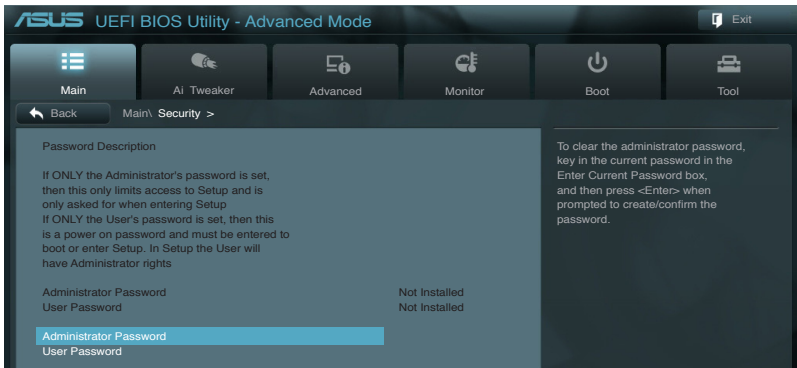 ASUS UEFI BIOS Utility - Advanced Mode
Exit
Main
Ai Tweaker
Advanced
Monitor
Boot
Tool
Back
Main\ Security >
Password Description
If ONLY the Administrator's password is set,
then this only limits access to Setup and is
only asked for when entering Setup
If ONLY the User's password is set, then this
is a power on password and must be entered to
boot or enter Setup. In Setup the User will
have Administrator rights
Administrator Password Not Installed
User Password Not Installed
Administrator Password
User Password
To clear the administrator password,
key in the current password in the
Enter Current Password box,
and then press <Enter> when
prompted to create/confirm the
password.